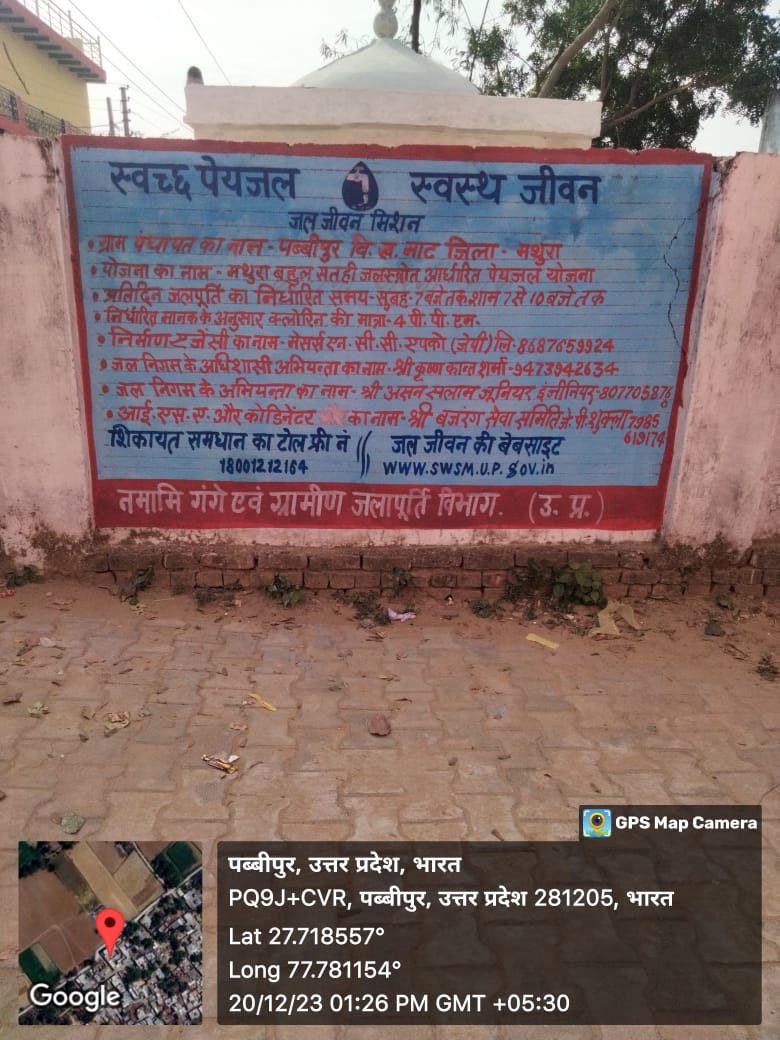 स्वच्छ पेयजल स्वस्थ जीवन
जल जीवन मिशन
• ग्राम पंचायत का नाम - पब्बीपुर वि. ख. माट जिला - मथुरा
• योजना का नाम - मथुरा बहुल सतही जलस्त्रोत आधारित पेयजल योजना
• प्रतिदिन जलपूर्ति का निर्धारित समय - सुबह - 7 बजे तक शाम 7 से 10 बजे तक
• निर्धारित मानक के अनुसार क्लोरिन की मात्रा - 4 पी. पी. एम.
• निर्माण एजेंसी का नाम - मेसर्स एन. सी. सी. एपको (जेवी) लि: 8687659924
• जल निगम के अधिशासी अभियन्ता का नाम - श्री कृष्ण कान्त शर्मा - 9473942634
• जल निगम के अभियन्ता का नाम - श्री असन सलाम जूनियर इंजीनियर - 807705876
• आई. एस. ए. और कोडिनेटर का नाम - श्री बजरंग सेवा समिति जे. पी. शुक्ला 7985
619174
शिकायत समधान का टोल फ्री नं // जल जीवन की बेबसाइट
18001212164 www.swsm.u.p.gov.in
नमामि गंगे एवं ग्रामीण जलापूर्ति विभाग. (उ. प्र.)
GPS Map Camera
पब्बीपुर, उत्तर प्रदेश, भारत
PQ9J+CVR, पब्बीपुर, उत्तर प्रदेश 281205, भारत
Lat 27.718557°
Long 77.781154°
20/12/23 01:26 PM GMT +05:30
Google